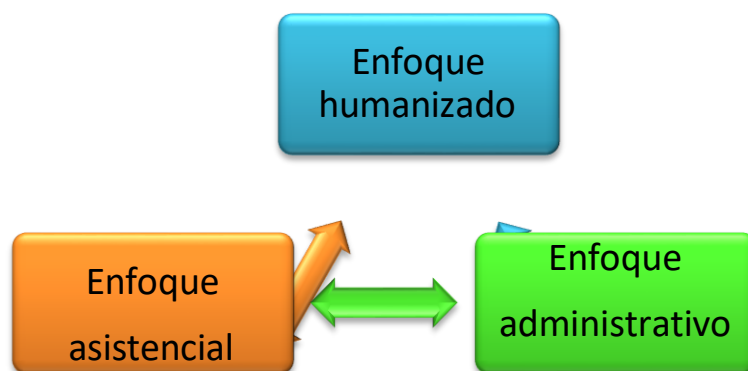 Enfoque
humanizado
Enfoque
asistencial
Enfoque
administrativo